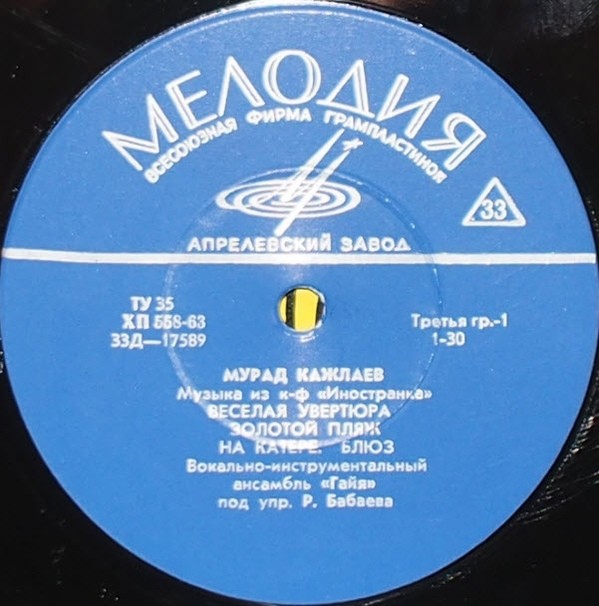 МЕЛОДИЯ
ВСЕСОЮЗНАЯ ФИРМА ГРАМПЛАСТИНОК
33
АПРЕЛЕВСКИЙ ЗАВОД
ТУ 35
ХП 558-63
33Д—17589
Третья гр.-1
1-30
МУРАД КАЖЛАЕВ
Музыка из к-ф «Иностранка»
ВЕСЕЛАЯ УВЕРТЮРА
ЗОЛОТОЙ ПЛЯЖ
НА КАТЕРЕ. БЛЮЗ
Вокально-инструментальный
ансамбль «Гайя»
под упр. Р. Бабаева